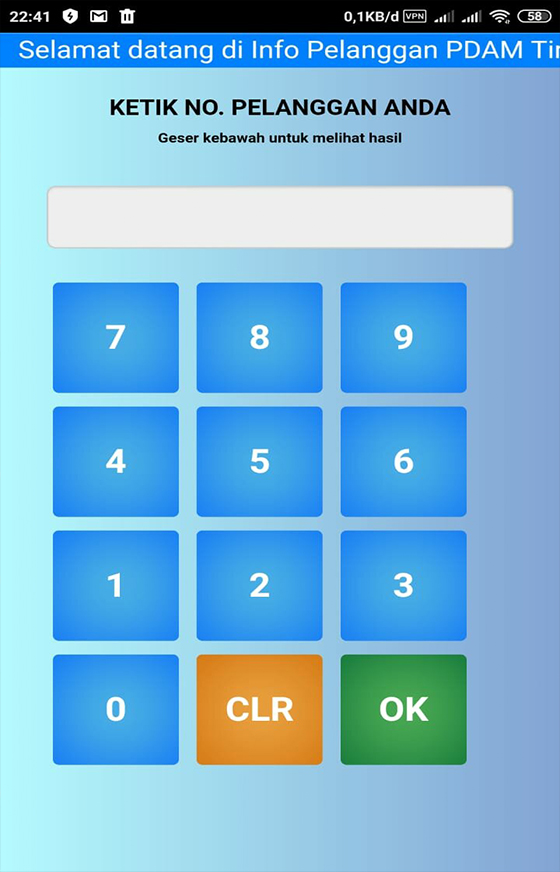 22:41 0,1KB/d VPN 58
Selamat datang di Info Pelanggan PDAM
KETIK NO. PELANGGAN ANDA
Geser kebawah untuk melihat hasil
7 8 9
4 5 6
1 2 3
0 CLR OK